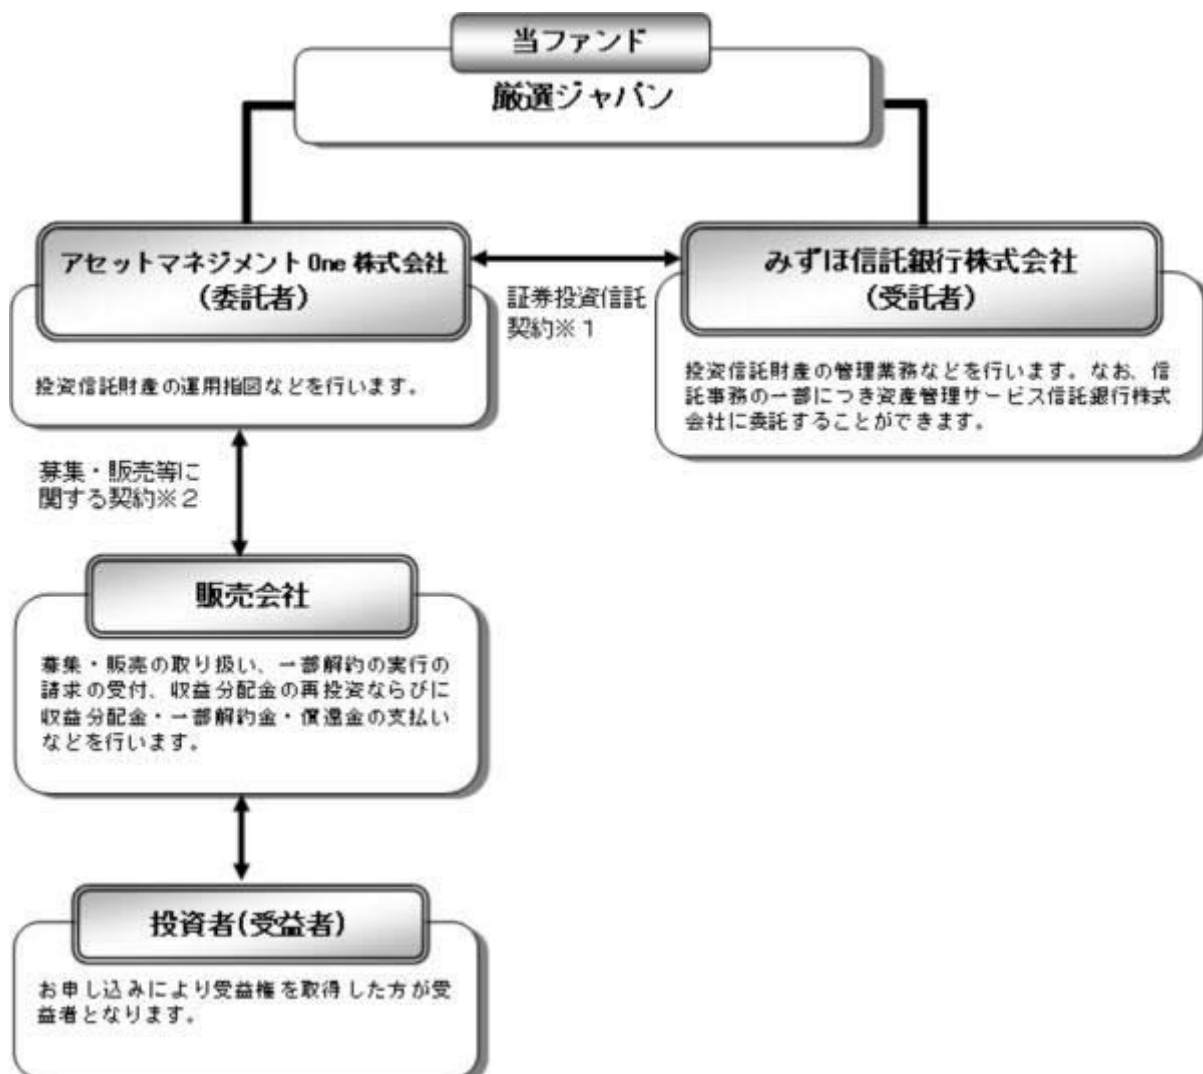 当ファンド
厳選ジャパン
アセットマネジメント One 株式会社
（委託者）
投資信託財産の運用指図などを行います。
証券投資信託
契約※１
みずほ信託銀行株式会社
（受託者）
投資信託財産の管理業務などを行います。なお、信
託事務の一部につき資産管理サービス信託銀行株式
会社に委託することができます。
募集・販売等に
関する契約※２
販売会社
募集・販売の取り扱い、一部解約の実行の
請求の受付、収益分配金の再投資ならびに
収益分配金・一部解約金・償還金の支払い
などを行います。
投資者(受益者)
お申し込みにより受益権を取得した方が受
益者となります。